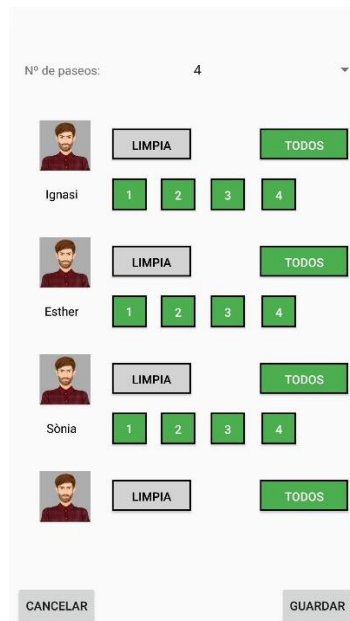 Nº de paseos: 4
LIMPIA TODOS
Ignasi 1 2 3 4
LIMPIA TODOS
Esther 1 2 3 4
LIMPIA TODOS
Sònia 1 2 3 4
LIMPIA TODOS
CANCELAR GUARDAR